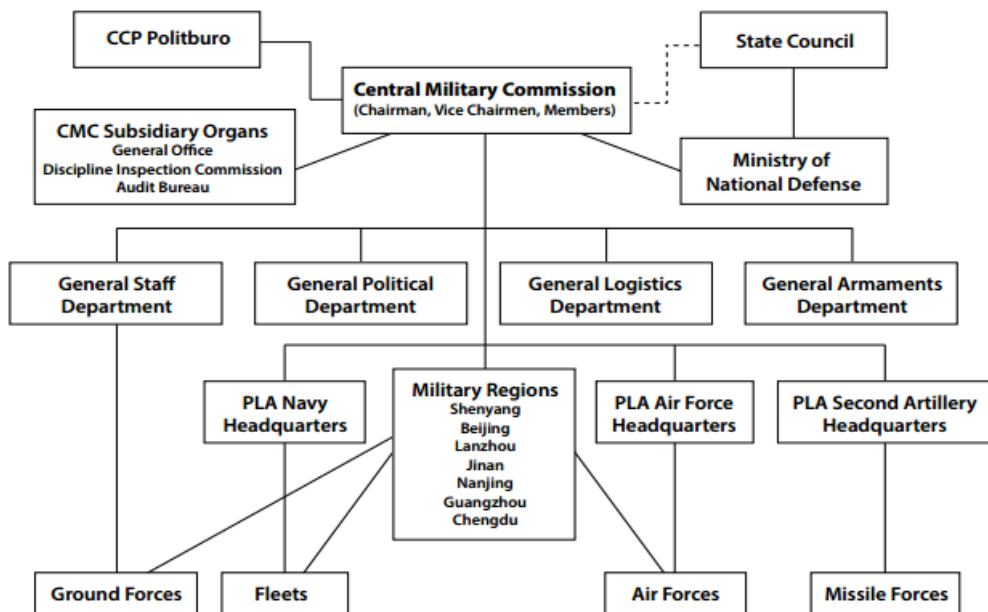 CCP Politburo
State Council
Central Military Commission
(Chairman, Vice Chairmen, Members)
CMC Subsidiary Organs
General Office
Discipline Inspection Commission
Audit Bureau
Ministry of
National Defense
General Staff
Department
General Political
Department
General Logistics
Department
General Armaments
Department
PLA Navy
Headquarters
Military Regions
Shenyang
Beijing
Lanzhou
Jinan
Nanjing
Guangzhou
Chengdu
PLA Air Force
Headquarters
PLA Second Artillery
Headquarters
Ground Forces
Fleets
Air Forces
Missile Forces